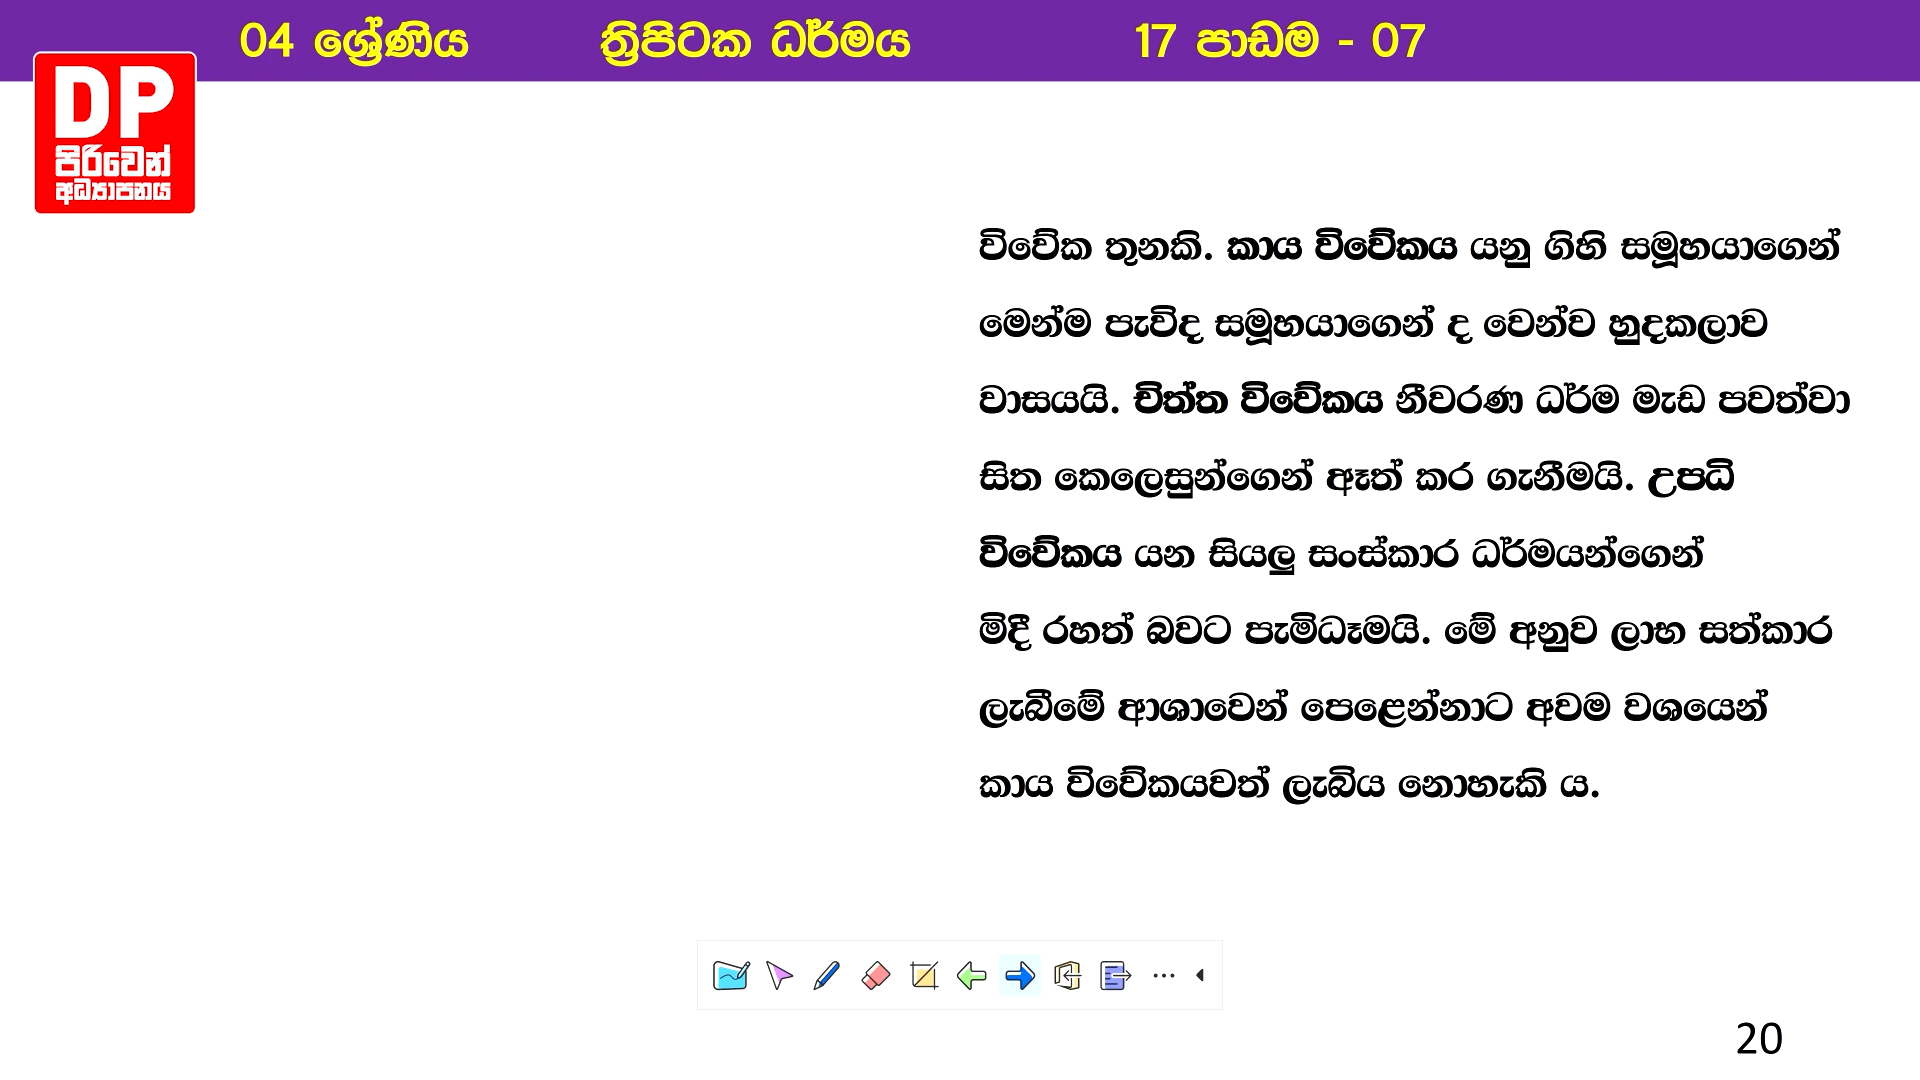 04 ශ්‍රේණිය ත්‍රිපිටක ධර්මය 17 පාඩම - 07
DP
පිරිවෙන්
අධ්‍යාපනය
විවේක තුනකි. කාය විවේකය යනු ගිහි සමූහයාගෙන්
මෙන්ම පැවිද සමූහයාගෙන් ද වෙන්ව හුදකලාව
වාසයයි. චිත්ත විවේකය නීවරණ ධර්ම මැඩ පවත්වා
සිත කෙලෙසුන්ගෙන් ඈත් කර ගැනීමයි. උපධි
විවේකය යන සියලු සංස්කාර ධර්මයන්ගෙන්
මිදී රහත් බවට පැමිධෑමයි. මේ අනුව ලාභ සත්කාර
ලැබීමේ ආශාවෙන් පෙළෙන්නාට අවම වශයෙන්
කාය විවේකයවත් ලැබිය නොහැකි ය.
20